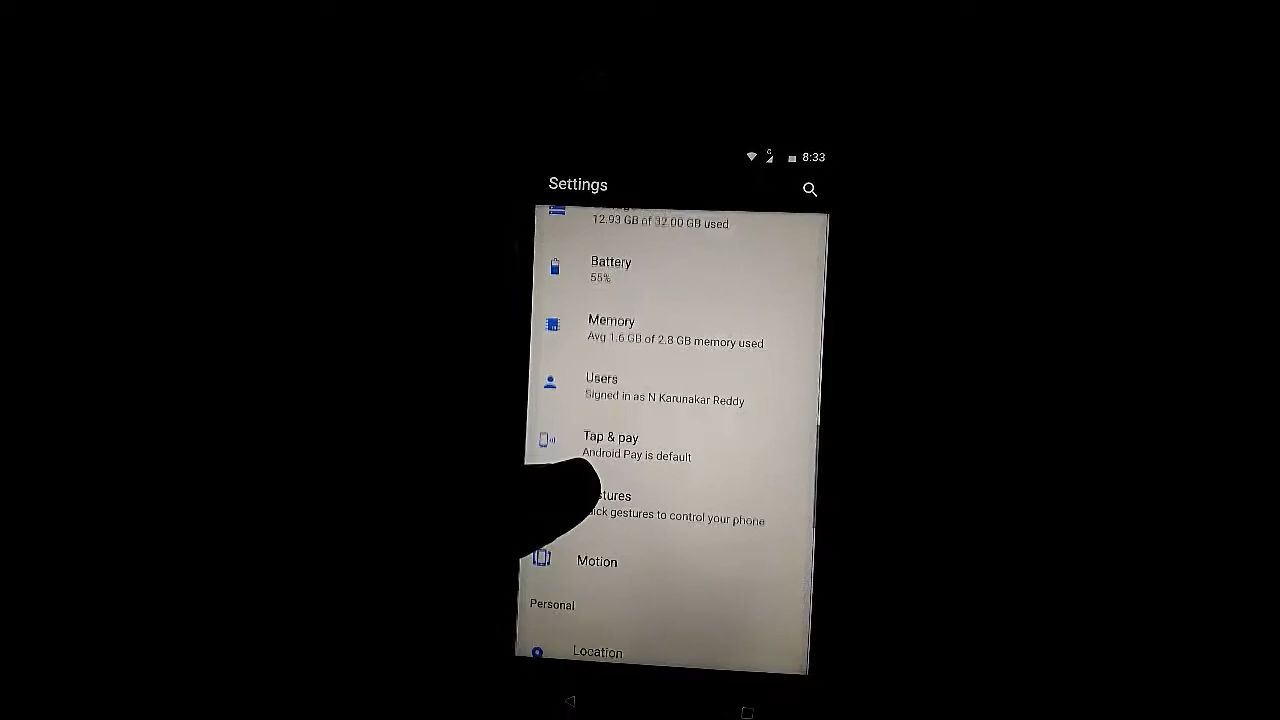 G
8:33
Settings
12.93 GB of 32.00 GB used
Battery
55%
Memory
Avg 1.6 GB of 2.8 GB memory used
Users
Signed in as N Karunakar Reddy
Tap & pay
Android Pay is default
gestures to control your phone
Motion
Personal
Location